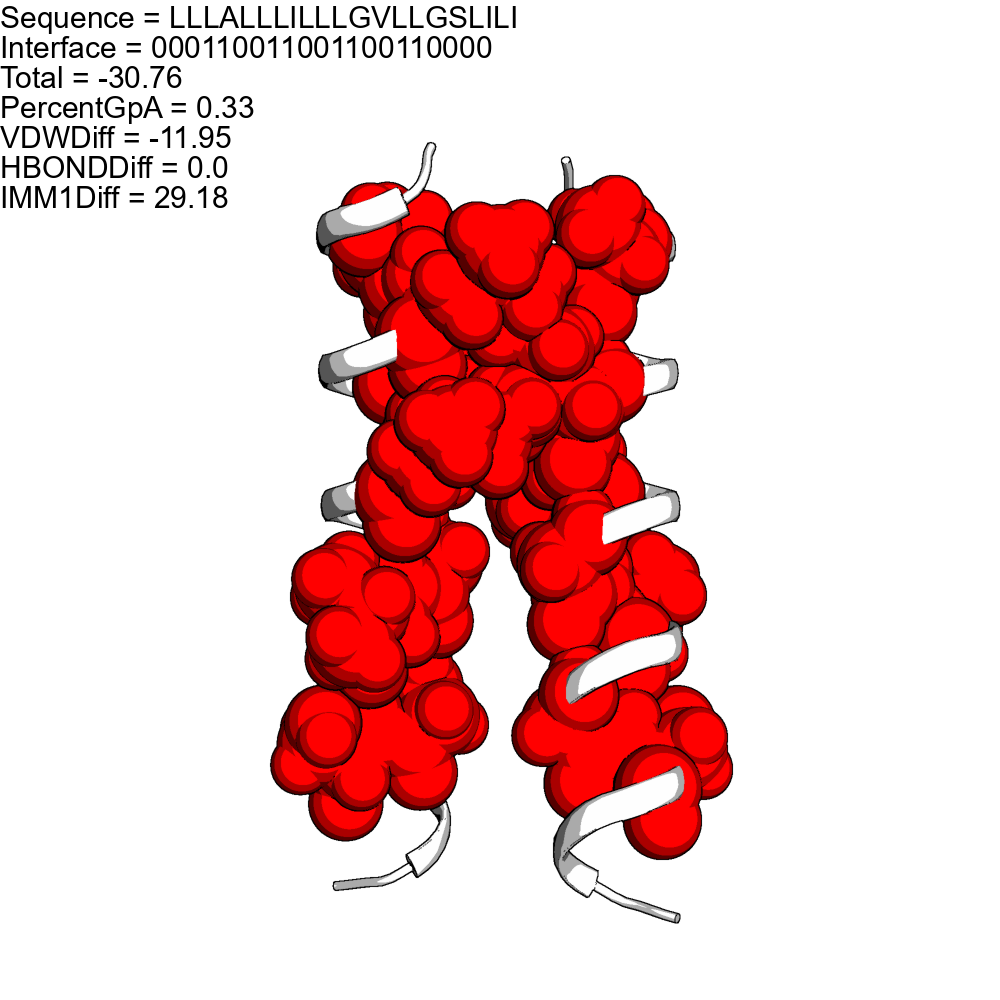 Sequence = LLLALLLILLLGVLLGSLILI
Interface = 000110011001100110000
Total = -30.76
PercentGpA = 0.33
VDWDiff = -11.95
HBONDDiff = 0.0
IMM1Diff = 29.18